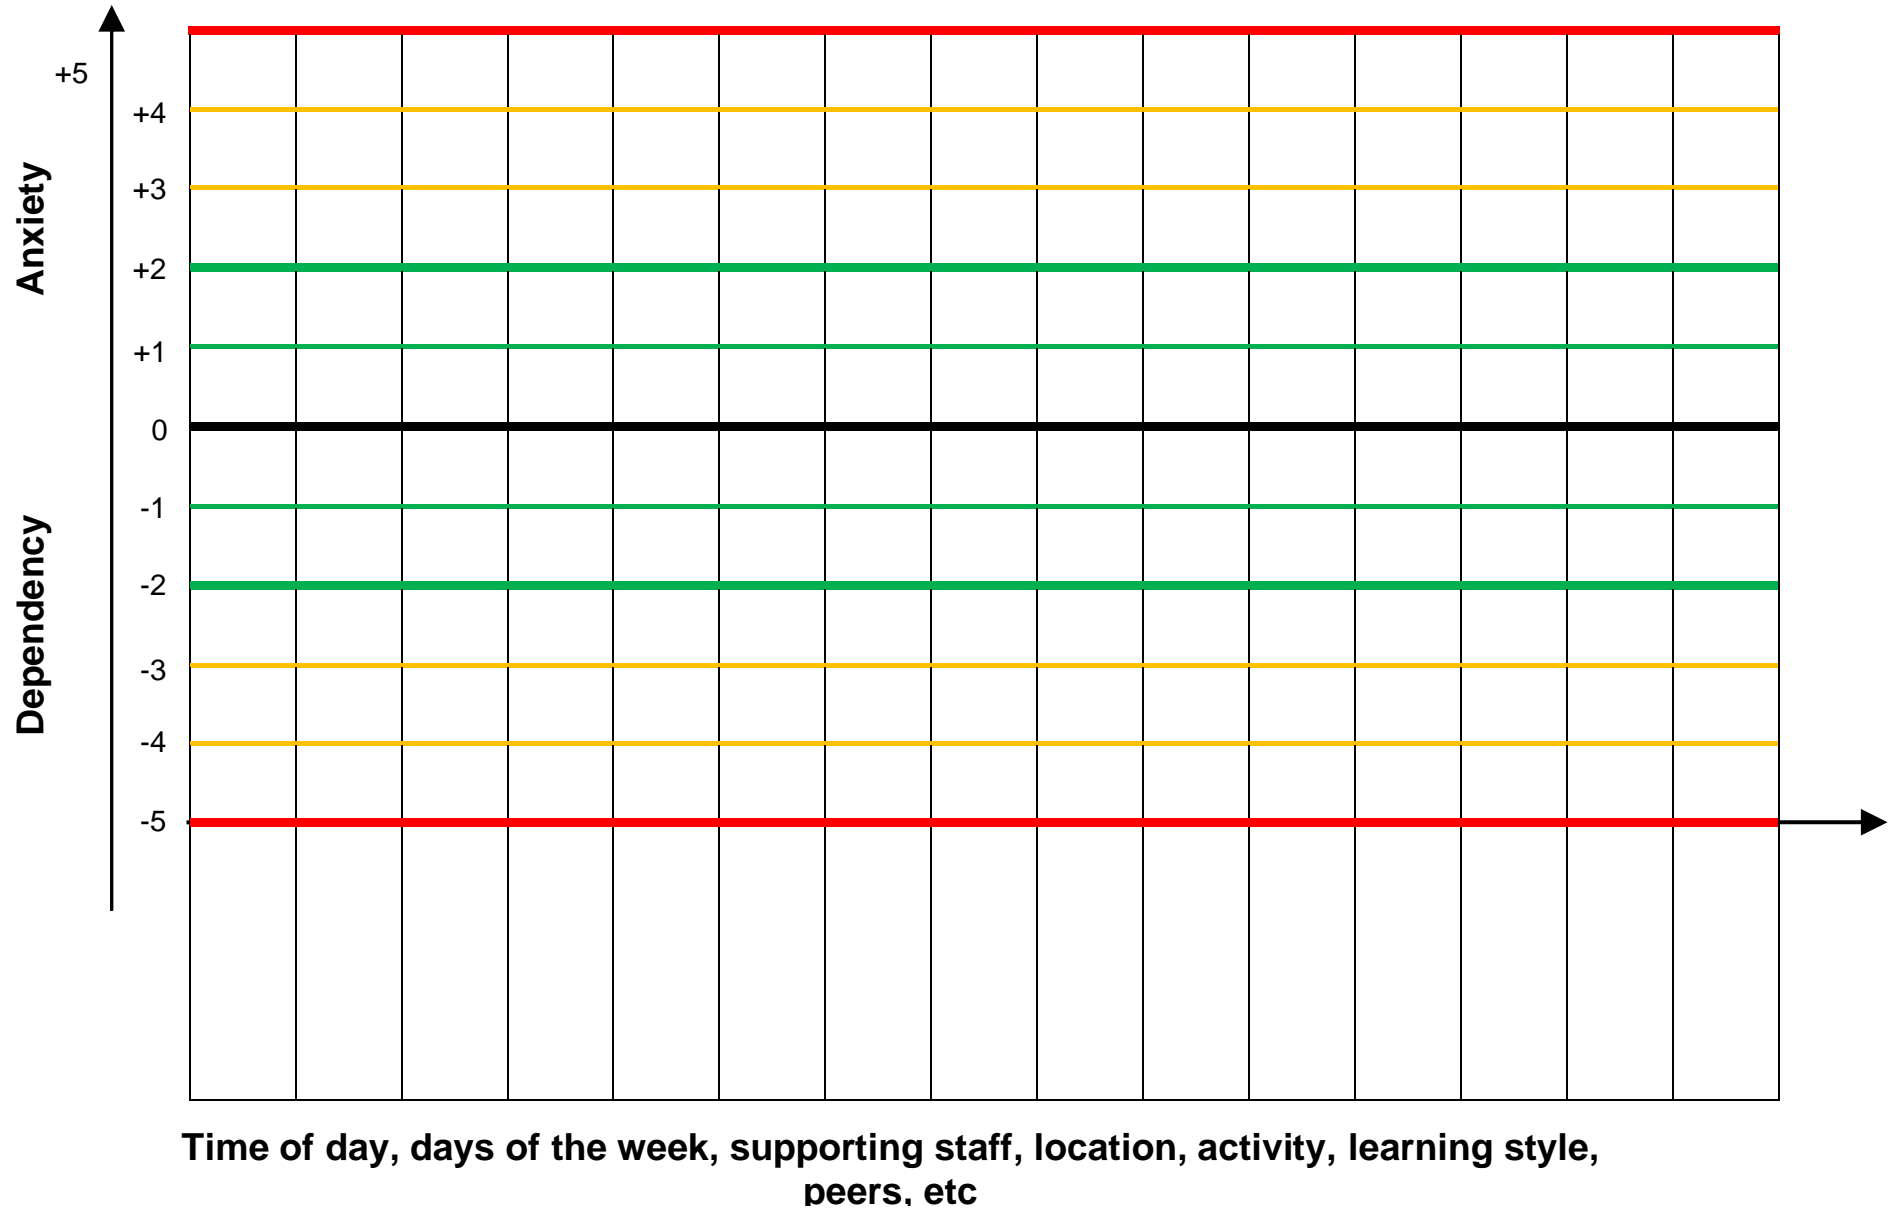 +5
+4
+3
Anxiety
+2
+1
0
-1
Dependency
-2
-3
-4
-5
Time of day, days of the week, supporting staff, location, activity, learning style,
peers, etc